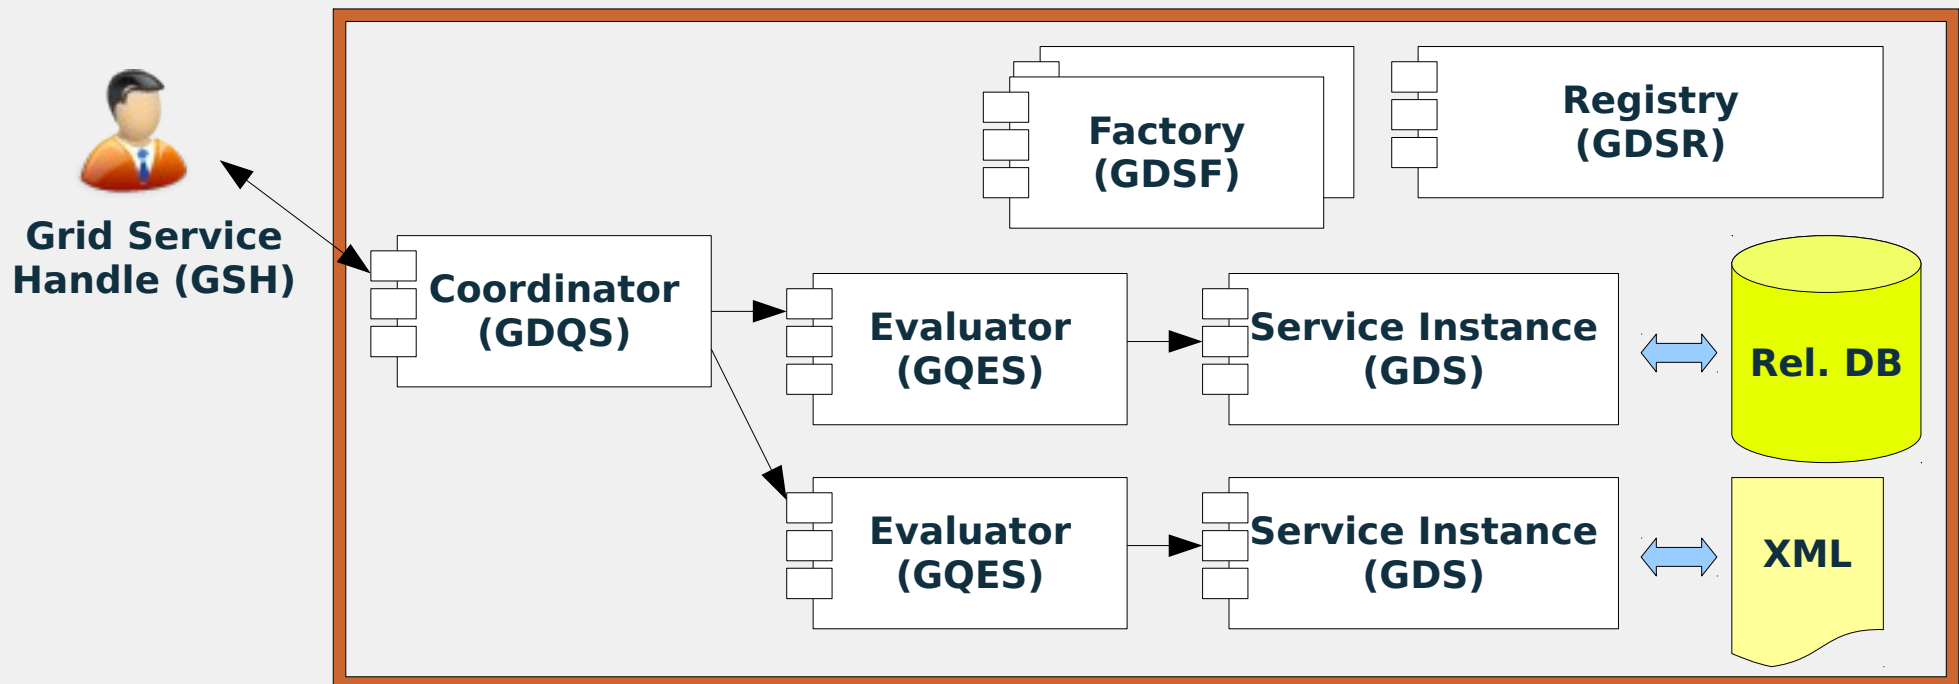 Grid Service
Handle (GSH)
Coordinator
(GDQS)
Factory
(GDSF)
Registry
(GDSR)
Evaluator
(GQES)
Service Instance
(GDS)
Rel. DB
Evaluator
(GQES)
Service Instance
(GDS)
XML